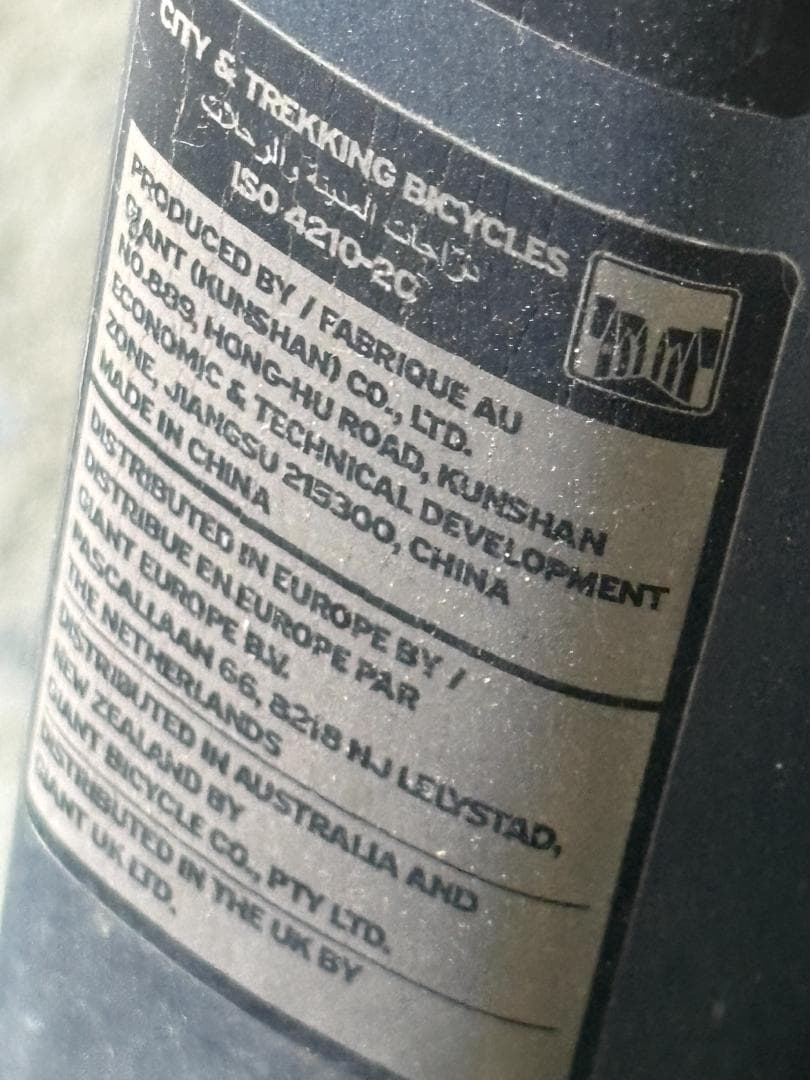 CITY & TREKKING BICYCLES
درّاجات المدينة والرحلات
ISO 4210-2C
PRODUCED BY / FABRIQUE AU
GIANT (KUNSHAN) CO., LTD.
NO.889, HONG-HU ROAD, KUNSHAN
ECONOMIC & TECHNICAL DEVELOPMENT
ZONE, JIANGSU 215300, CHINA
MADE IN CHINA
DISTRIBUTED IN EUROPE BY /
DISTRIBUE EN EUROPE PAR
GIANT EUROPE B.V.
PASCALLAAN 66, 8218 NJ LELYSTAD,
THE NETHERLANDS
DISTRIBUTED IN AUSTRALIA AND
NEW ZEALAND BY
GIANT BICYCLE CO., PTY LTD.
DISTRIBUTED IN THE UK BY
GIANT UK LTD.